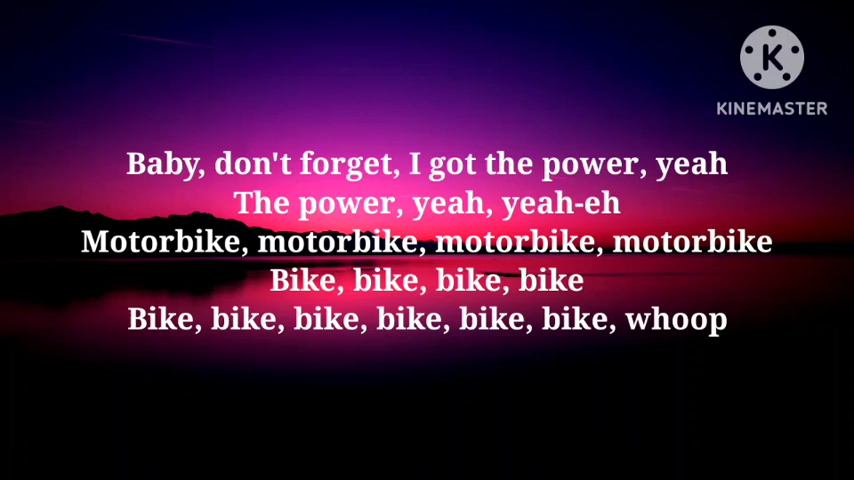 K
KINEMASTER
Baby, don't forget, I got the power, yeah
The power, yeah, yeah-eh
Motorbike, motorbike, motorbike, motorbike
Bike, bike, bike, bike
Bike, bike, bike, bike, bike, bike, whoop